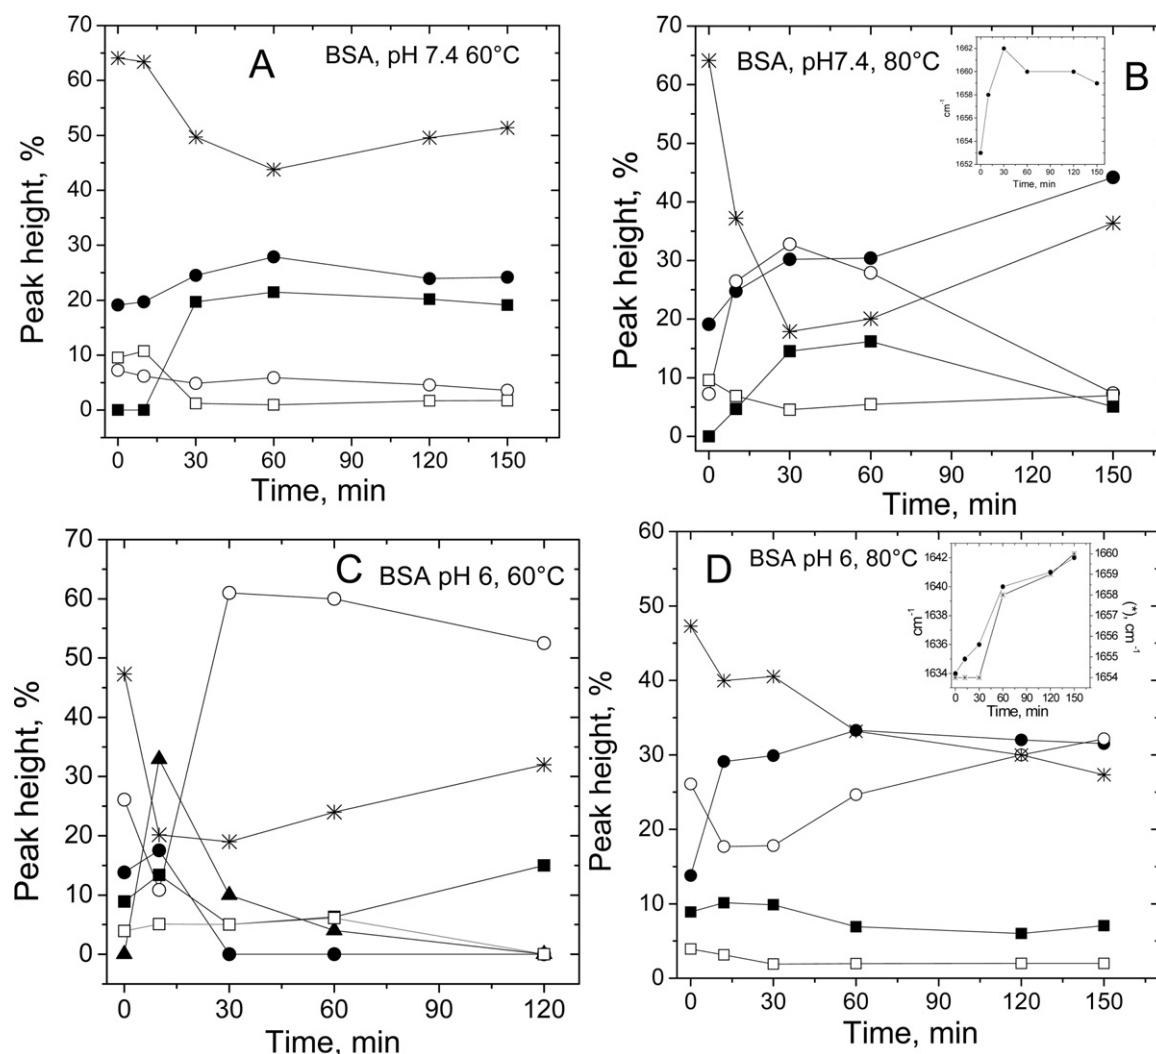 A
BSA, pH 7.4 60°C
Peak height, %
70
60
50
40
30
20
10
0
0 30 60 90 120 150
Time, min
B
BSA, pH7.4, 80°C
Peak height, %
70
65
60
50
40
30
20
10
0
0 30 60 90 120 150
Time, min
cm-1
1662
1660
1658
1656
1654
1652
0 30 60 90 120 150
Time, min
C
BSA pH 6, 60°C
Peak height, %
70
60
50
40
30
20
10
0
0 30 60 90 120
Time, min
D
BSA pH 6, 80°C
Peak height, %
60
50
40
30
20
10
0
0 30 60 90 120 150
Time, min
cm-1
1642
1640
1638
1636
1634
(*), cm-1
1660
1659
1658
1656
1655
1654
0 30 60 90 120 150
Time, min